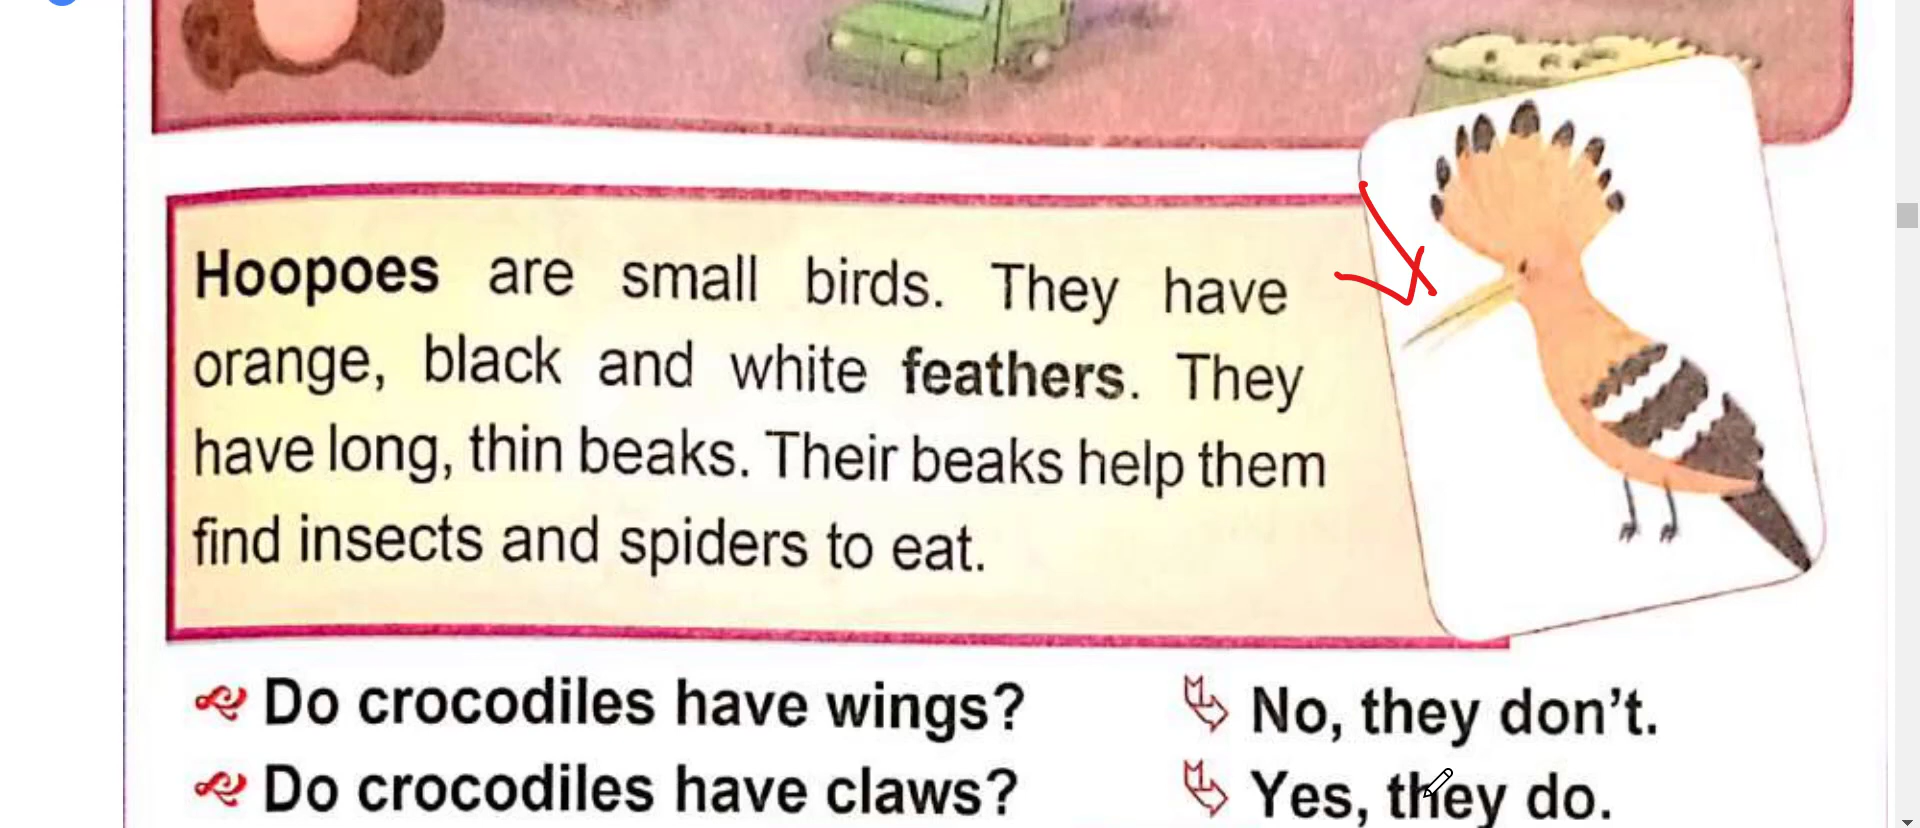 Hoopoes are small birds. They have
orange, black and white feathers. They
have long, thin beaks. Their beaks help them
find insects and spiders to eat.
Do crocodiles have wings? No, they don't.
Do crocodiles have claws? Yes, they do.